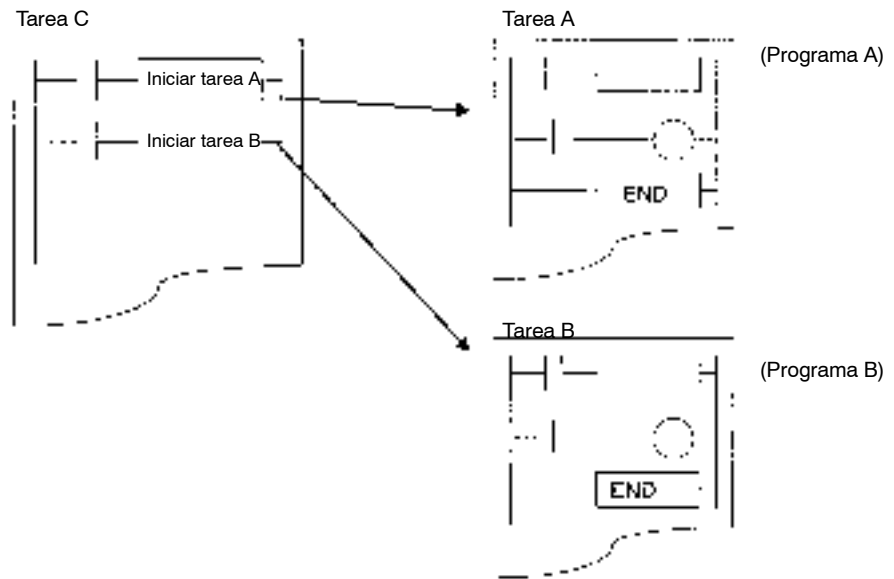 Tarea C
Iniciar tarea A
Iniciar tarea B
Tarea A
(Programa A)
END
Tarea B
(Programa B)
END